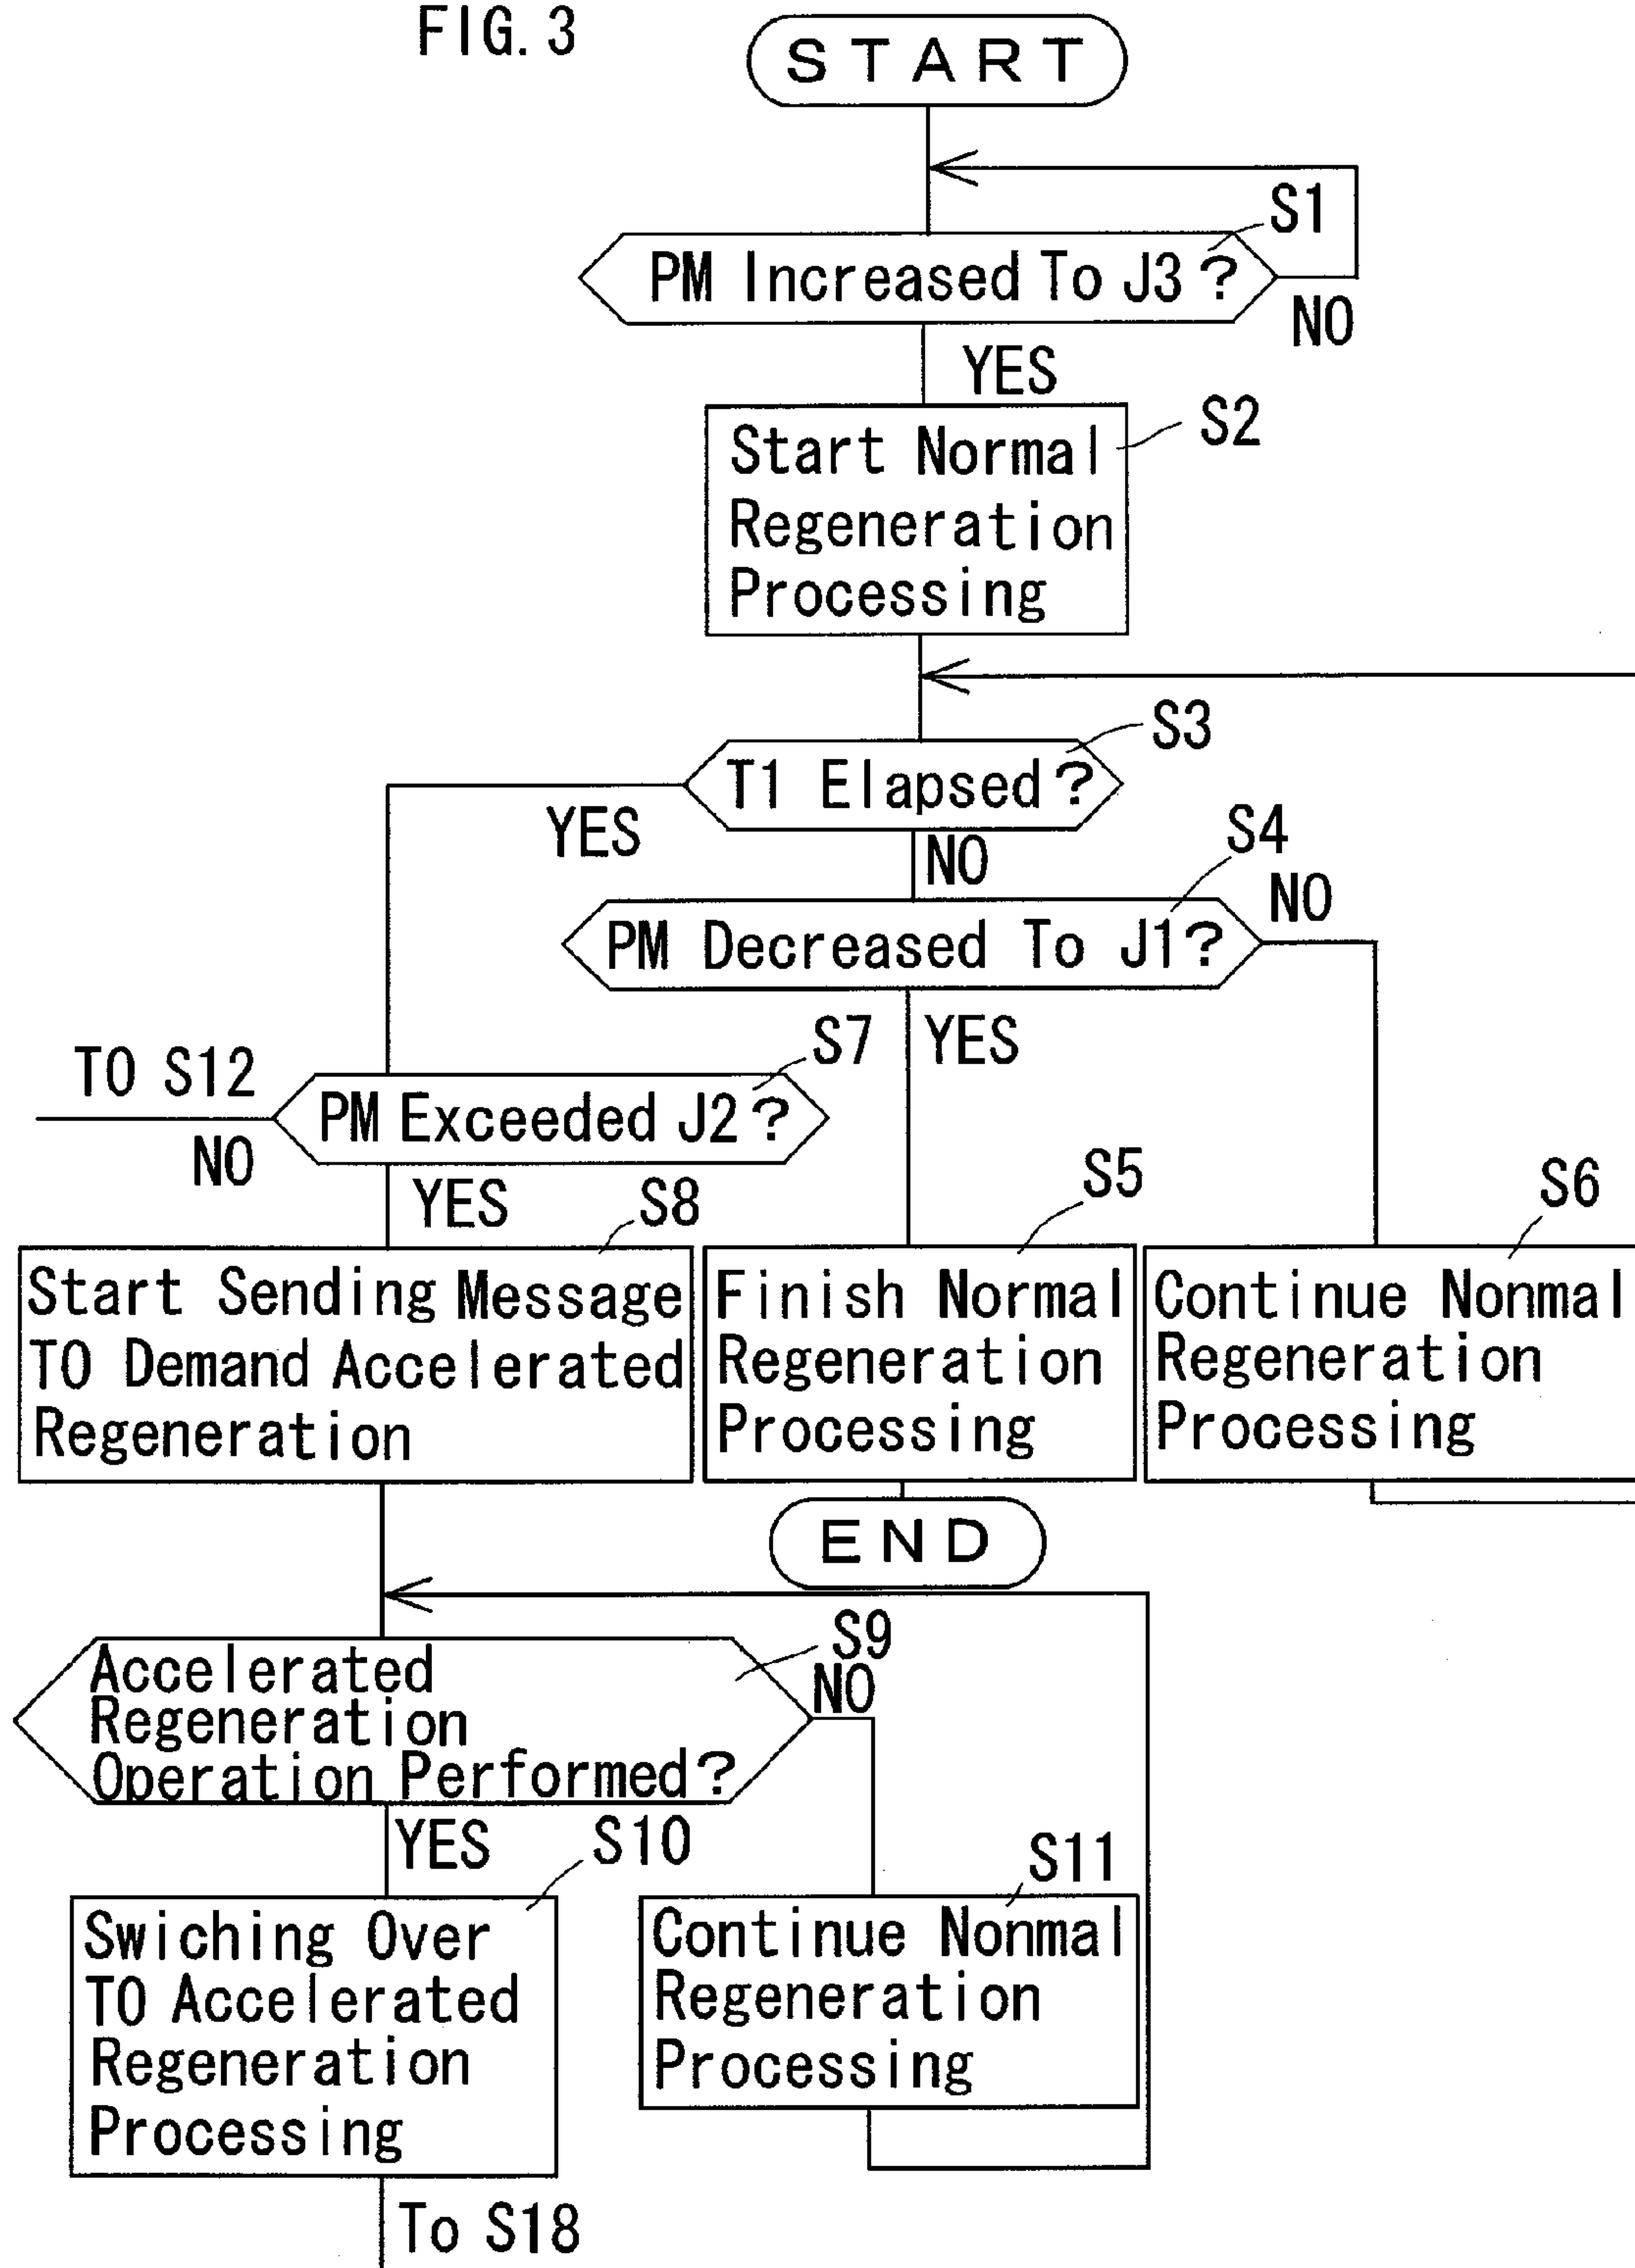 FIG. 3
START
S1
PM Increased To J3?
NO
YES
S2
Start Normal
Regeneration
Processing
S3
T1 Elapsed?
YES
NO
S4
NO
PM Decreased To J1?
S7
YES
TO S12
PM Exceeded J2?
NO
YES
S8
S5
S6
Start Sending Message
TO Demand Accelerated
Regeneration
Finish Normal
Regeneration
Processing
Continue Nonmal
Regeneration
Processing
END
S9
NO
Accelerated
Regeneration
Operation Performed?
YES
S10
S11
Swiching Over
TO Accelerated
Regeneration
Processing
Continue Nonmal
Regeneration
Processing
To S18